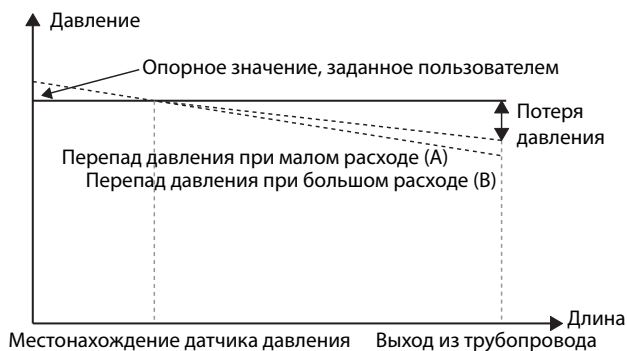 Давление
Опорное значение, заданное пользователем
Потеря
давления
Перепад давления при малом расходе (А)
Перепад давления при большом расходе (В)
Длина
Местонахождение датчика давления
Выход из трубопровода